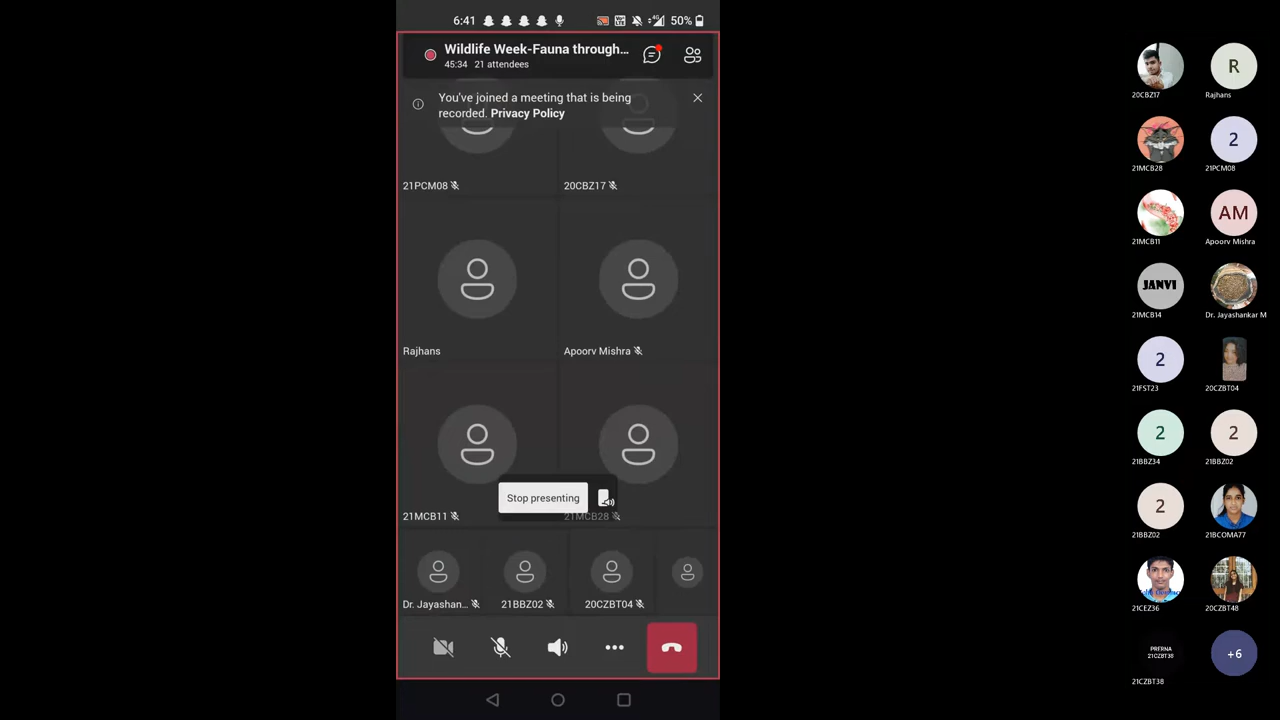 6:41
50%
Wildlife Week-Fauna through...
45:34 21 attendees
You've joined a meeting that is being
recorded. Privacy Policy
21PCM08
20CBZ17
Rajhans
Apoorv Mishra
Stop presenting
21MCB11
21MCB28
Dr. Jayashan...
21BBZ02
20CZBT04
20CBZ17
R
Rajhans
21MCB28
2
21PCM08
21MCB11
AM
Apoorv Mishra
JANVI
21MCB14
Dr. Jayashankar M
2
21FST23
20CZBT04
2
21BBZ34
2
21BBZ02
2
21BBZ02
21BCOMA77
21CEZ36
20CZBT48
PRERNA
21CZBT38
21CZBT38
+6